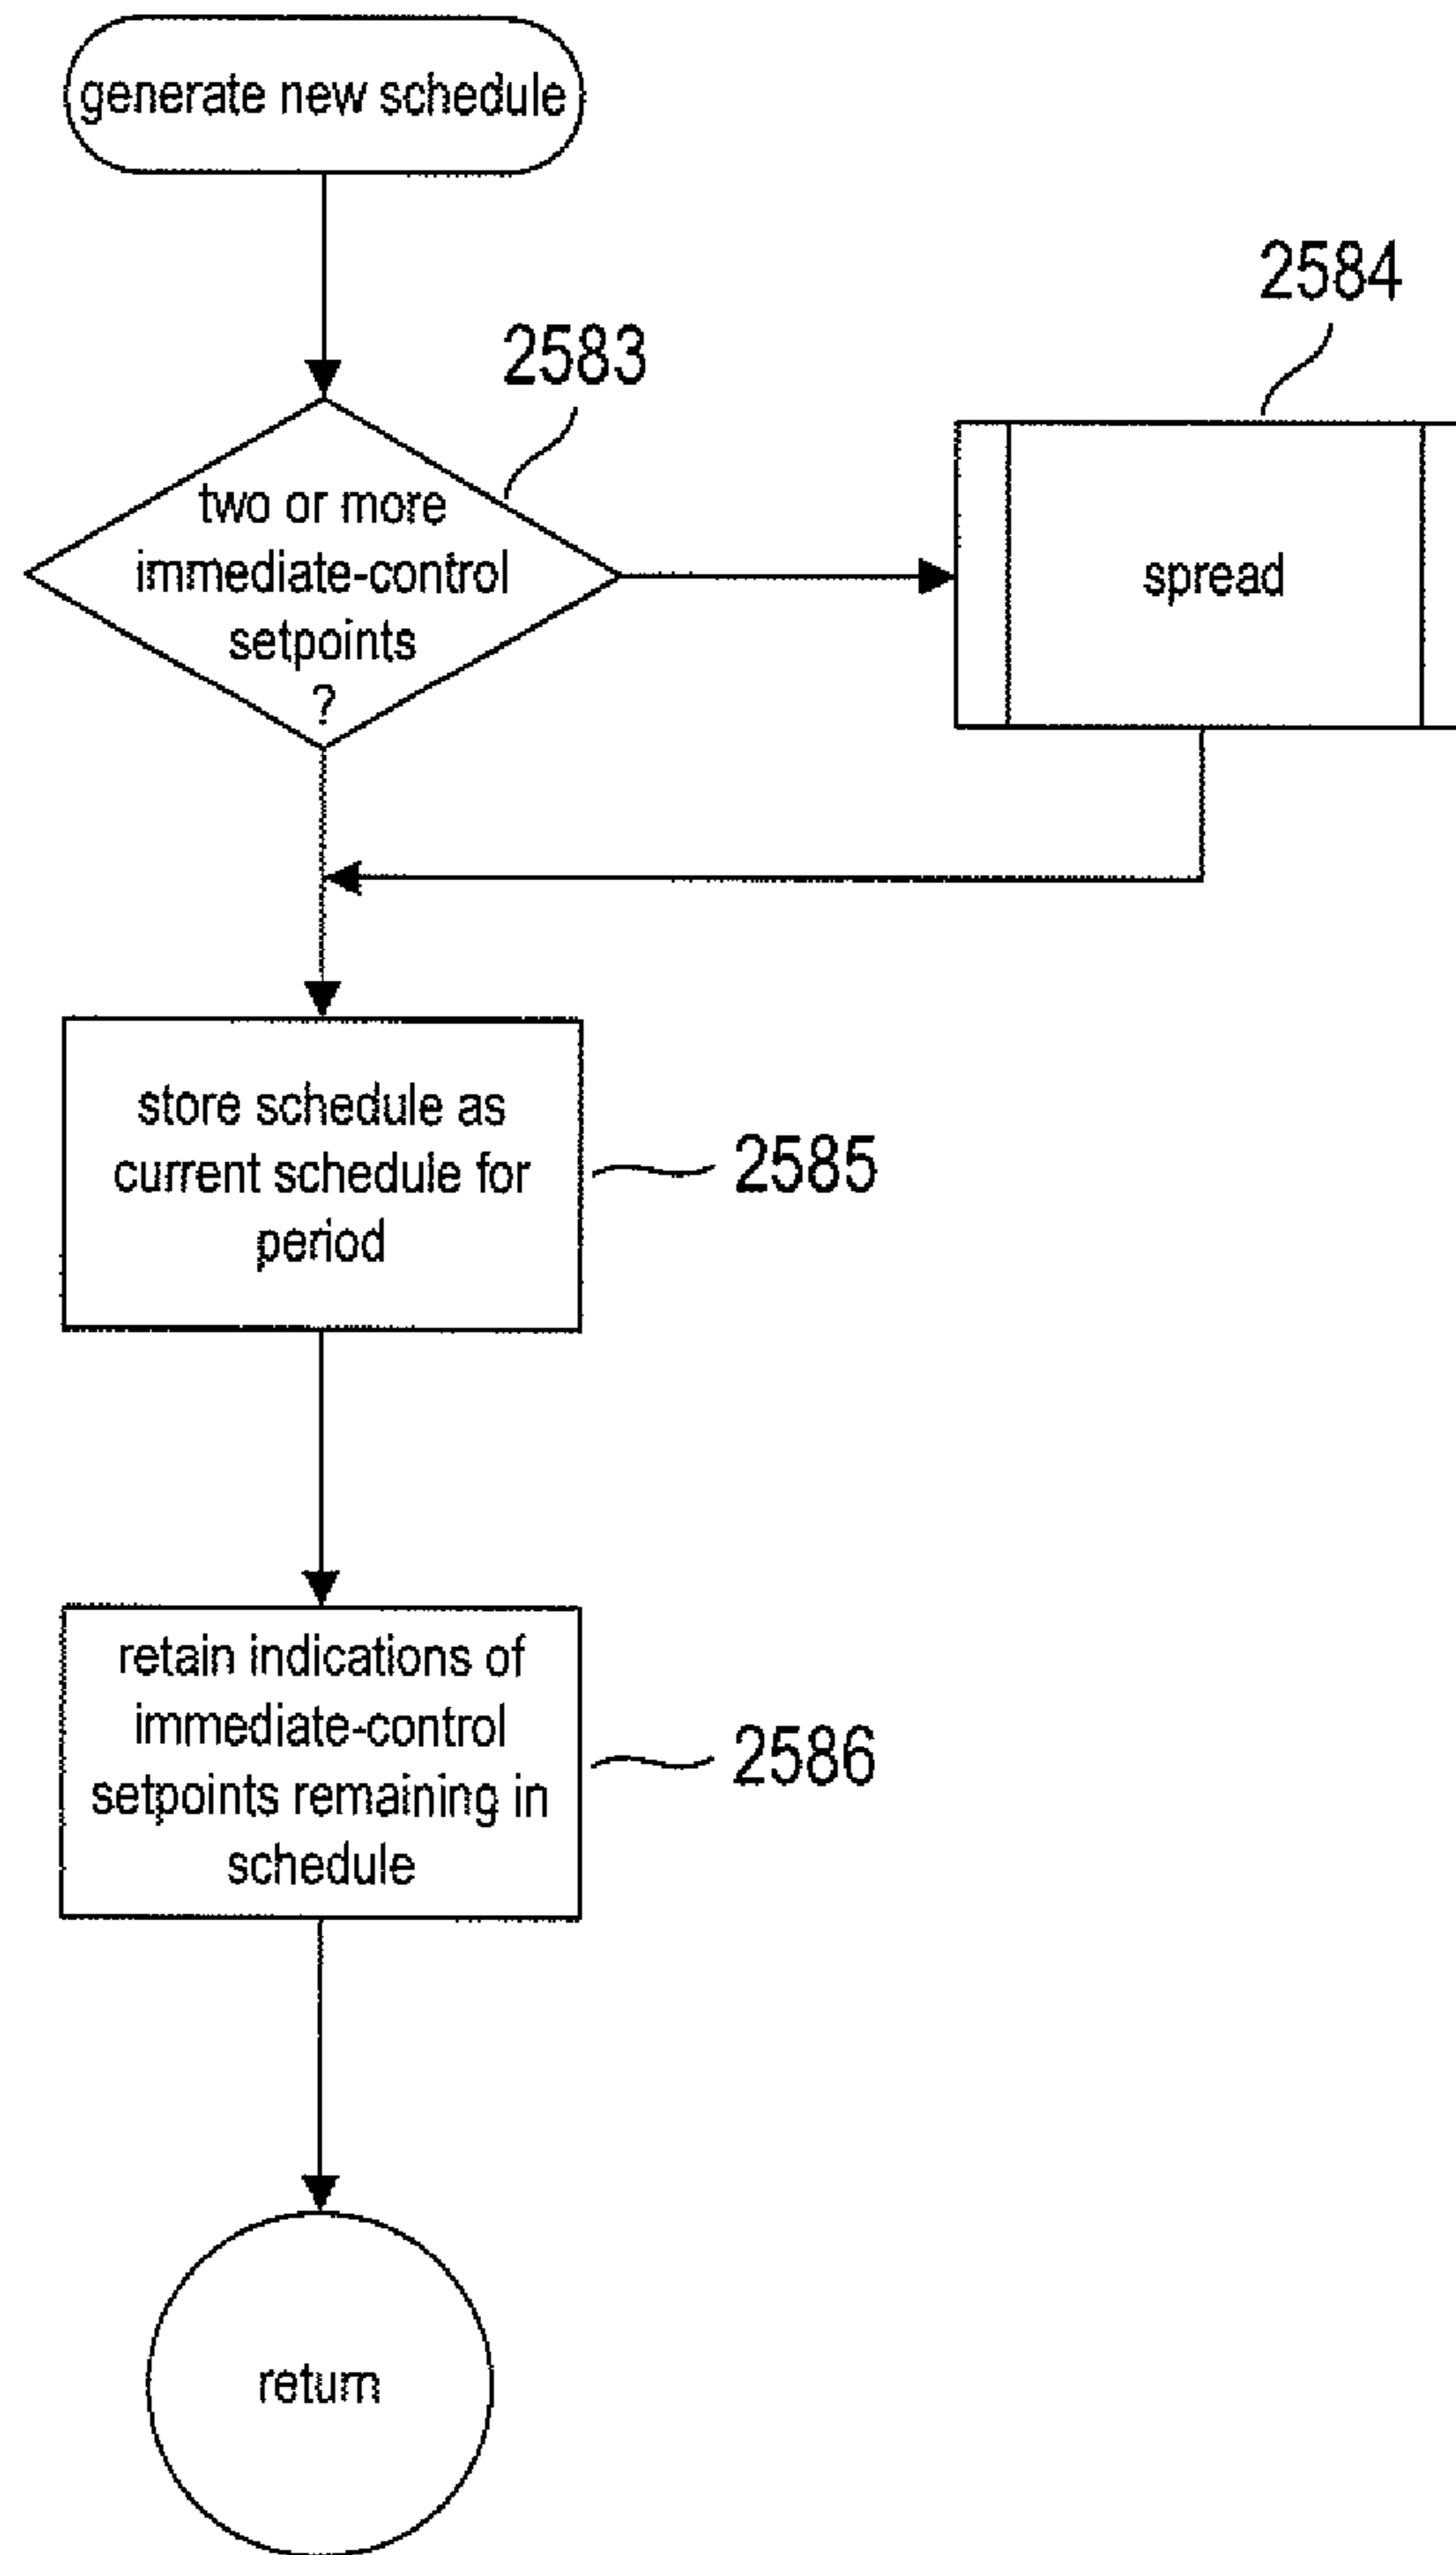 generate new schedule
2584
2583
two or more
immediate-control
setpoints
?
spread
store schedule as
current schedule for
period
2585
retain indications of
immediate-control
setpoints remaining in
schedule
2586
return